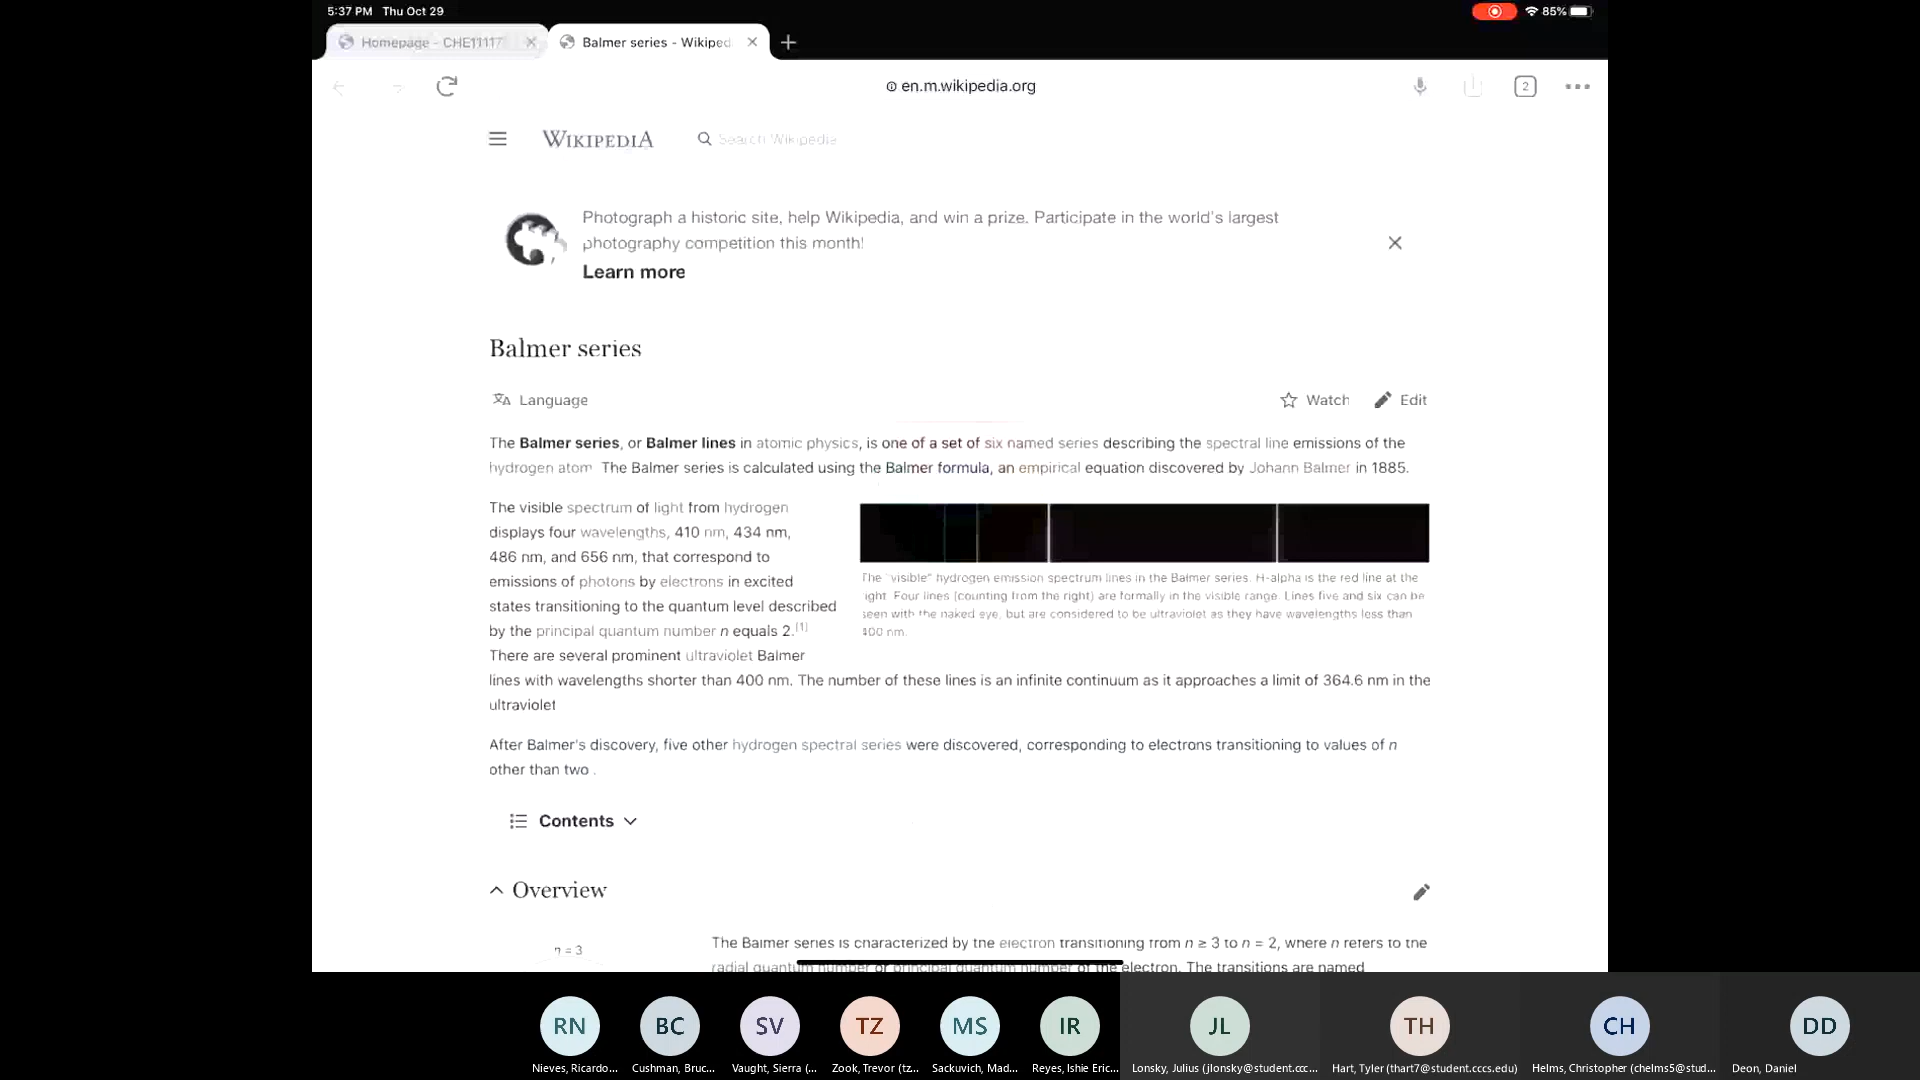 5:37 PM Thu Oct 29
85%
Homepage - CHE11117
Balmer series - Wikiped
en.m.wikipedia.org
2
WIKIPEDIA
Search Wikipedia
Photograph a historic site, help Wikipedia, and win a prize. Participate in the world's largest
photography competition this month!
Learn more
Balmer series
Language
Watch
Edit
The Balmer series, or Balmer lines in atomic physics, is one of a set of six named series describing the spectral line emissions of the
hydrogen atom. The Balmer series is calculated using the Balmer formula, an empirical equation discovered by Johann Balmer in 1885.
The visible spectrum of light from hydrogen
displays four wavelengths, 410 nm, 434 nm,
486 nm, and 656 nm, that correspond to
emissions of photons by electrons in excited
states transitioning to the quantum level described
by the principal quantum number n equals 2.[1]
There are several prominent ultraviolet Balmer
lines with wavelengths shorter than 400 nm. The number of these lines is an infinite continuum as it approaches a limit of 364.6 nm in the
ultraviolet
The "visible" hydrogen emission spectrum lines in the Balmer series. H-alpha is the red line at the
right. Four lines (counting from the right) are formally in the visible range. Lines five and six can be
seen with the naked eye, but are considered to be ultraviolet as they have wavelengths less than
400 nm.
After Balmer's discovery, five other hydrogen spectral series were discovered, corresponding to electrons transitioning to values of n
other than two .
Contents
Overview
n = 3
The Balmer series is characterized by the electron transitioning from n ≥ 3 to n = 2, where n refers to the
radial quantum number or principal quantum number of the electron. The transitions are named
RN
BC
SV
TZ
MS
IR
JL
TH
CH
DD
Nieves, Ricardo...
Cushman, Bruc...
Vaught, Sierra (...
Zook, Trevor (tz...
Sackuvich, Mad...
Reyes, Ishie Eric...
Lonsky, Julius (jlonsky@student.ccc...
Hart, Tyler (thart7@student.cccs.edu)
Helms, Christopher (chelms5@stud...
Deon, Daniel